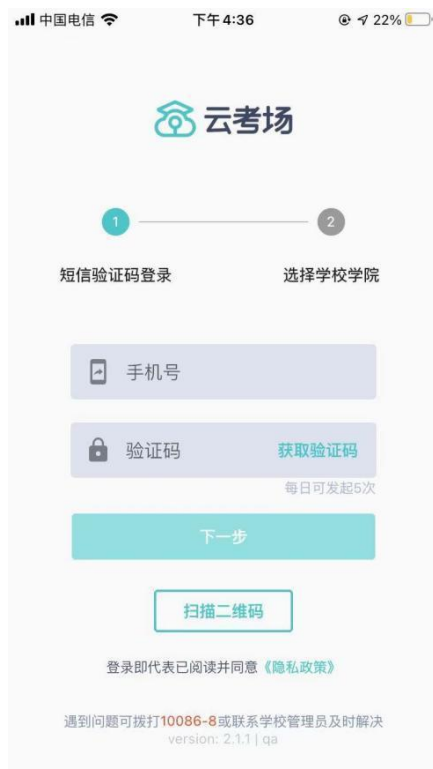 中国电信 下午4:36 22%
云考场
1 2
短信验证码登录 选择学校学院
手机号
验证码 获取验证码
每日可发起5次
下一步
扫描二维码
登录即代表已阅读并同意《隐私政策》
遇到问题可拨打10086-8或联系学校管理员及时解决
version: 2.1.1 | qa